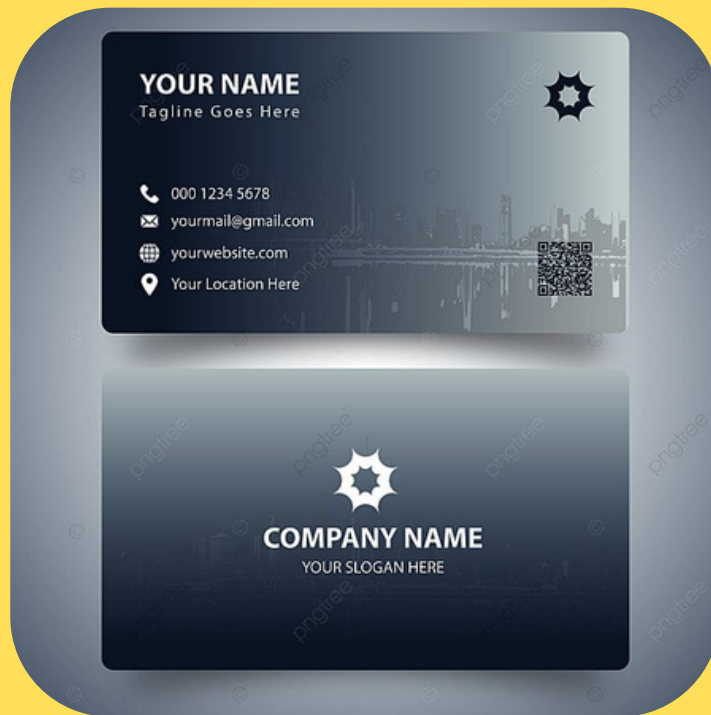 YOUR NAME
Tagline Goes Here
000 1234 5678
yourmail@gmail.com
yourwebsite.com
Your Location Here
COMPANY NAME
YOUR SLOGAN HERE
pngtree